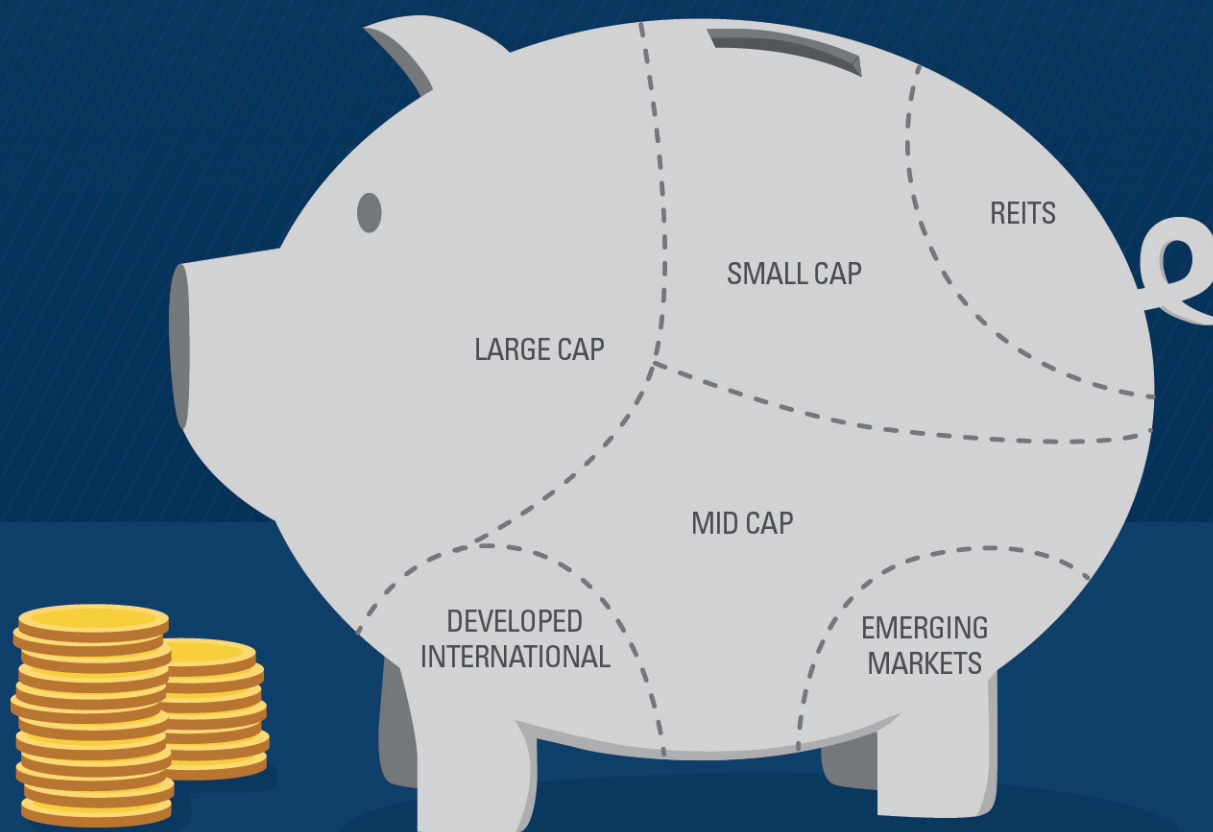 REITS
SMALL CAP
LARGE CAP
MID CAP
DEVELOPED
INTERNATIONAL
EMERGING
MARKETS